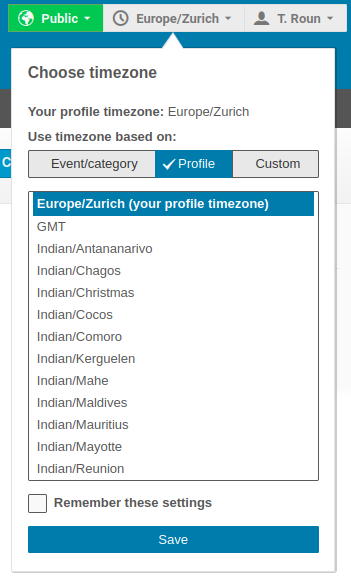 Public Europe/Zurich T. Roun
Choose timezone
Your profile timezone: Europe/Zurich
Use timezone based on:
Event/category Profile Custom
Europe/Zurich (your profile timezone)
GMT
Indian/Antananarivo
Indian/Chagos
Indian/Christmas
Indian/Cocos
Indian/Comoro
Indian/Kerguelen
Indian/Mahe
Indian/Maldives
Indian/Mauritius
Indian/Mayotte
Indian/Reunion
Remember these settings
Save